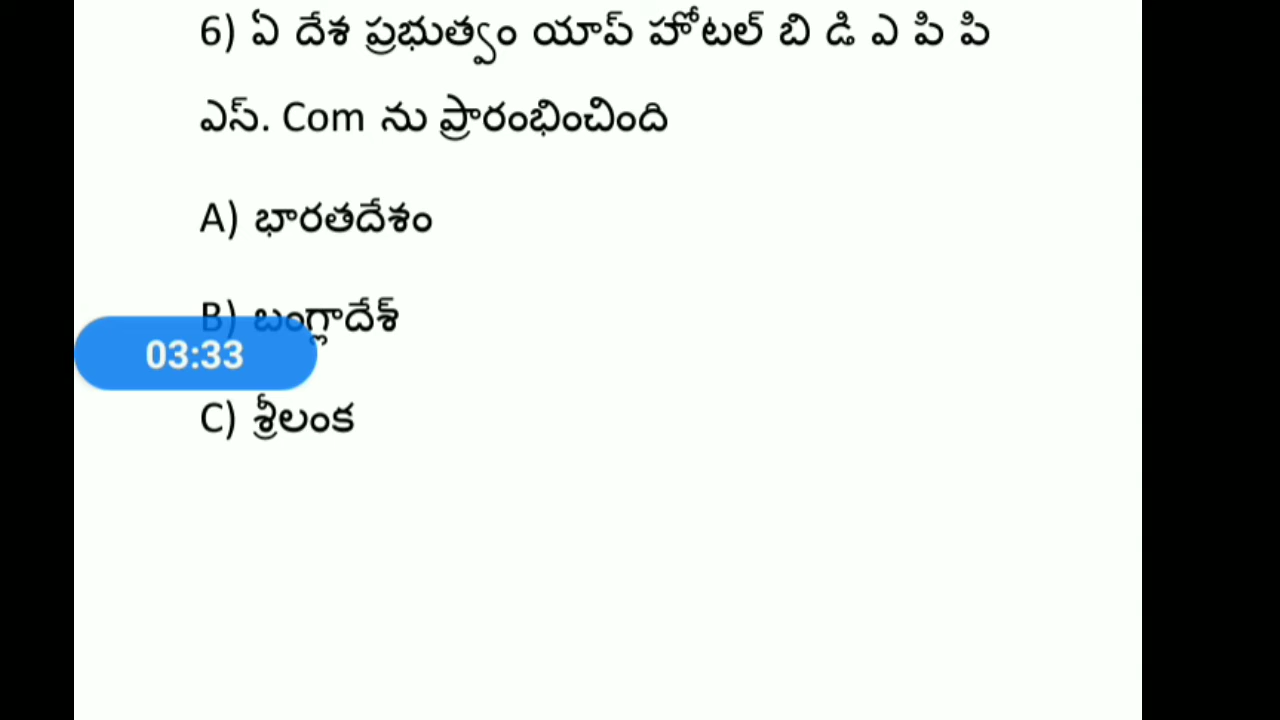 6) ఏ దేశ ప్రభుత్వం యాప్ హోటల్ బి డి ఎ పి పి
ఎస్. Com ను ప్రారంభించింది
A) భారతదేశం
B) బంగ్లాదేశ్
03:33
C) శ్రీలంక